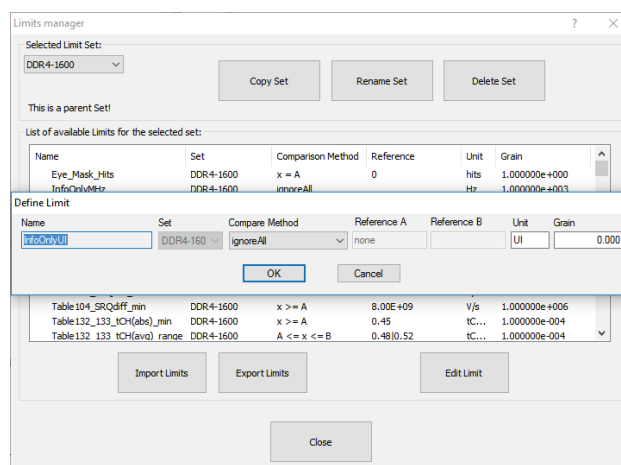 Limits manager ? ×
Selected Limit Set:
DDR4-1600
Copy Set Rename Set Delete Set
This is a parent Set!
List of available Limits for the selected set:
Name Set Comparison Method Reference Unit Grain
Eye_Mask_Hits DDR4-1600 x = A 0 hits 1.000000e+000
InfoOnlyMHz DDR4-1600 ignoreAll Hz 1.000000e+003
Define Limit
Name Set Compare Method Reference A Reference B Unit Grain
InfoOnlyUI DDR4-160 ignoreAll none UI 0.000
OK Cancel
Table104_SRQdiff_min DDR4-1600 x >= A 8.00E+09 V/s 1.000000e+006
Table132_133_tCH(abs)_min DDR4-1600 x >= A 0.45 tC... 1.000000e-004
Table132_133_tCH(avg)_range DDR4-1600 A <= x <= B 0.48|0.52 tC... 1.000000e-004
Import Limits Export Limits Edit Limit
Close